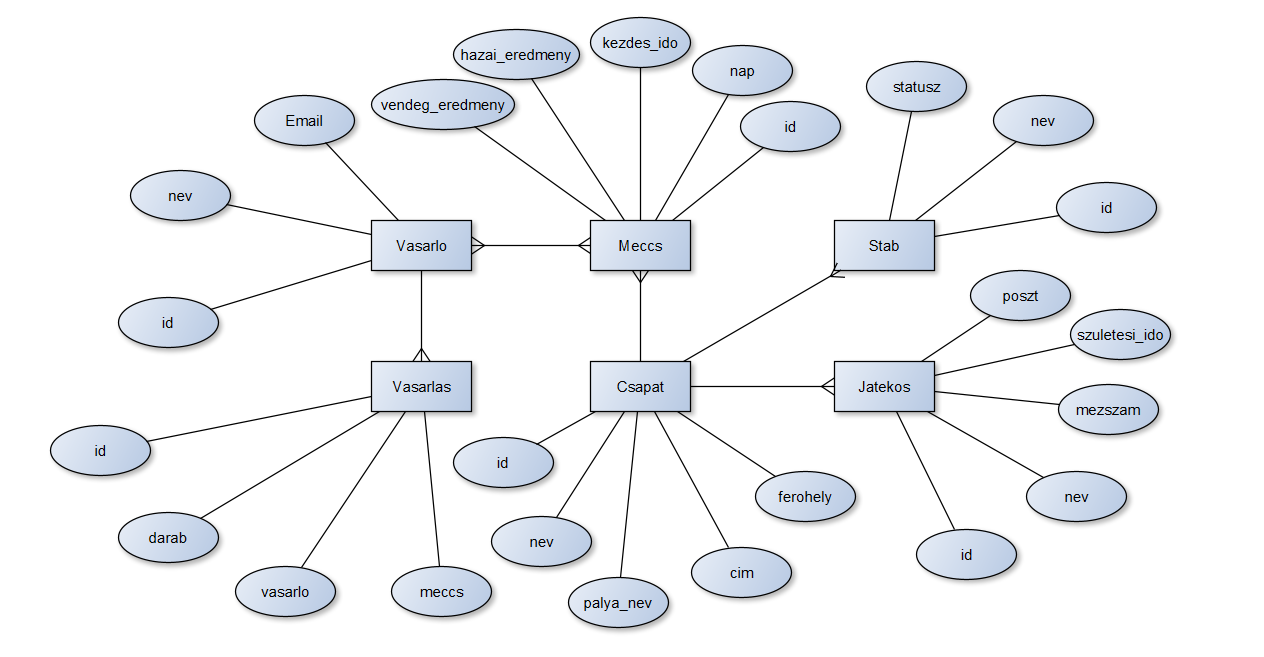 kezdes_ido
hazai_eredmeny
nap
statusz
vendeg_eredmeny
Email
id
nev
nev
id
Vasarlo
Meccs
Stab
poszt
id
szuletesi_ido
Vasarlas
Csapat
Jatekos
mezszam
id
id
ferohely
nev
darab
nev
id
cim
vasarlo
meccs
palya_nev